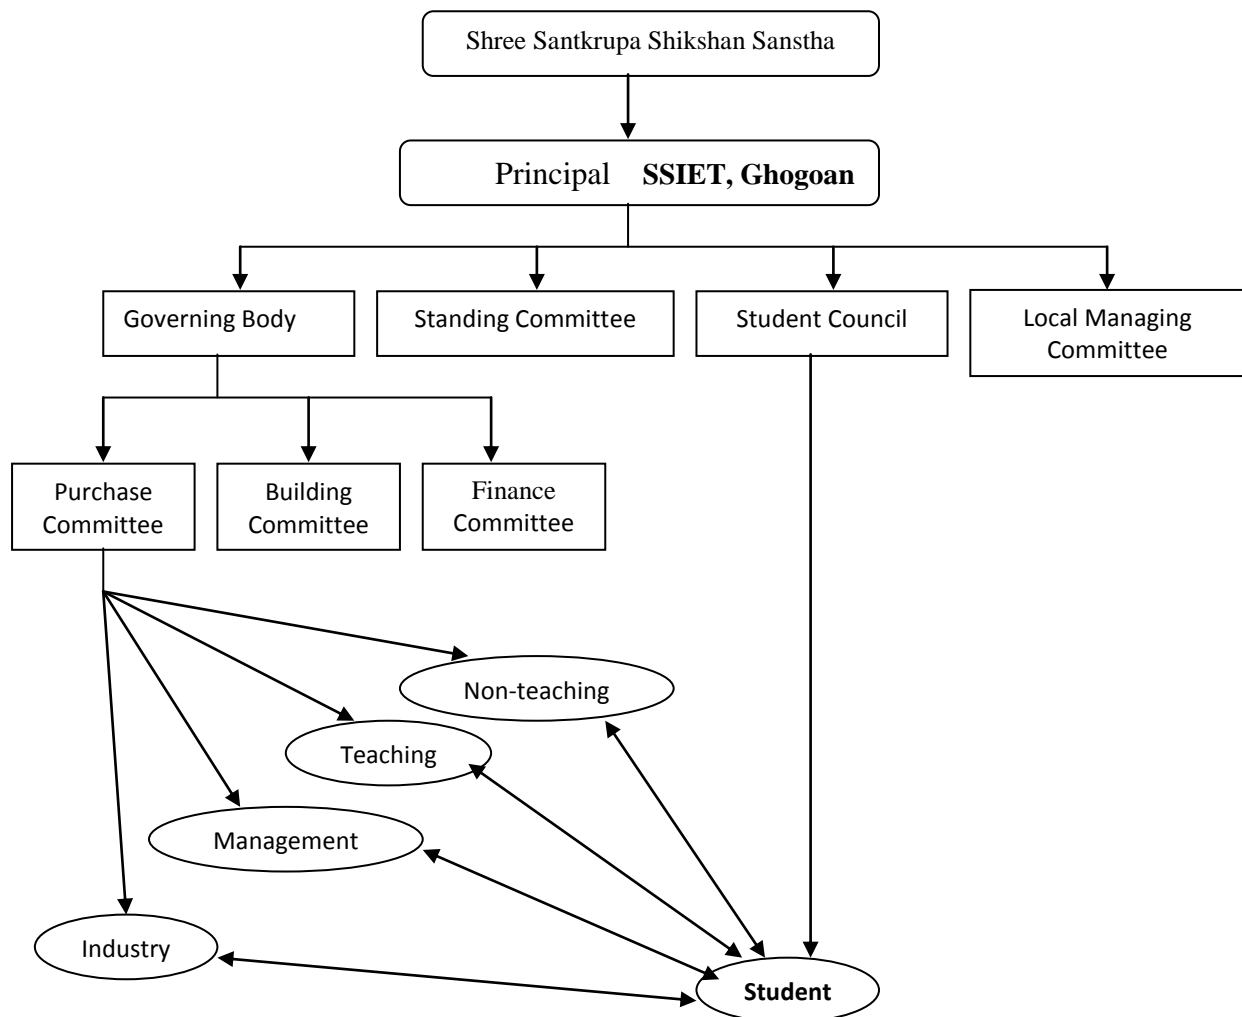 Shree Santkrupa Shikshan Sanstha
Principal SSIET, Ghogoan
Governing Body
Standing Committee
Student Council
Local Managing
Committee
Purchase
Committee
Building
Committee
Finance
Committee
Non-teaching
Teaching
Management
Industry
Student